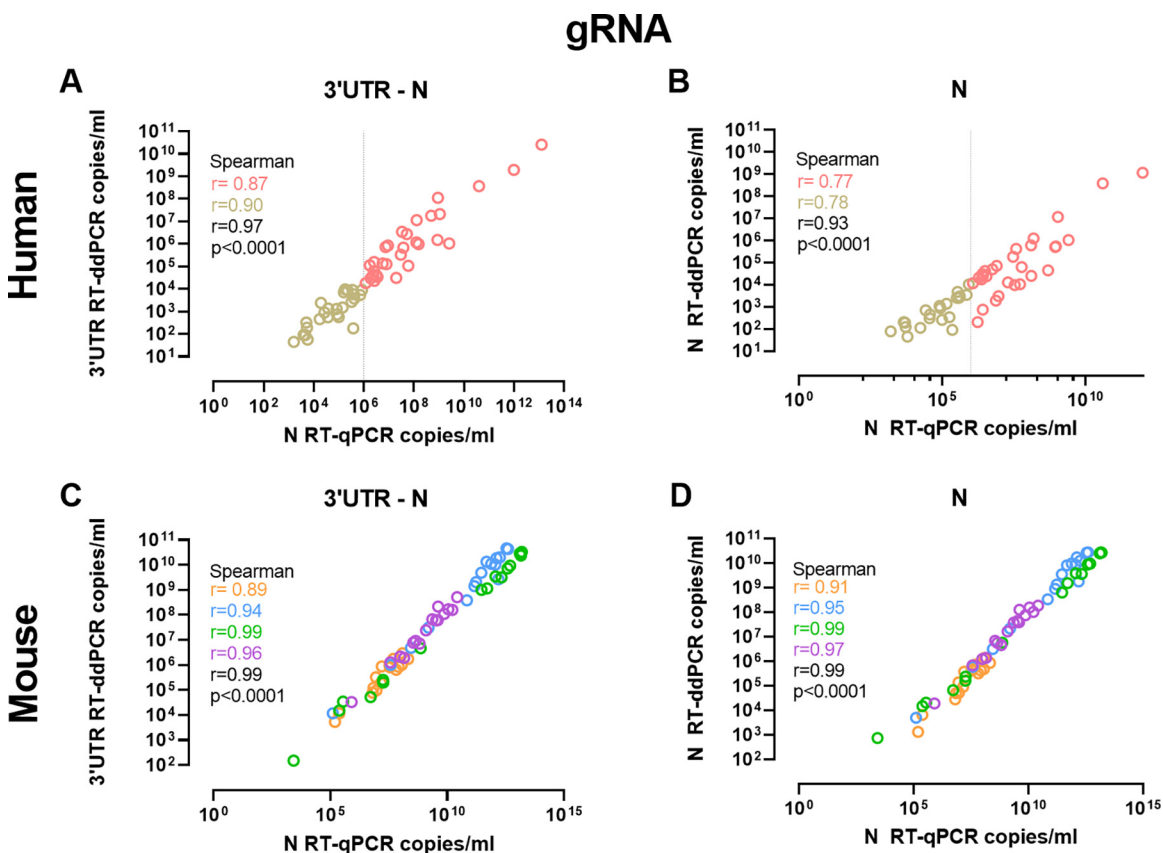 gRNA
Human
A
3'UTR - N
3'UTR RT-ddPCR copies/ml
10^11
10^10
10^9
10^8
10^7
10^6
10^5
10^4
10^3
10^2
10^1
Spearman
r= 0.87
r=0.90
r=0.97
p<0.0001
10^0 10^2 10^4 10^6 10^8 10^10 10^12 10^14
N RT-qPCR copies/ml
B
N
N RT-ddPCR copies/ml
10^11
10^10
10^9
10^8
10^7
10^6
10^5
10^4
10^3
10^2
10^1
Spearman
r= 0.77
r=0.78
r=0.93
p<0.0001
10^0 10^5 10^10
N RT-qPCR copies/ml
Mouse
C
3'UTR - N
3'UTR RT-ddPCR copies/ml
10^11
10^10
10^9
10^8
10^7
10^6
10^5
10^4
10^3
10^2
Spearman
r= 0.89
r=0.94
r=0.99
r=0.96
r=0.99
p<0.0001
10^0 10^5 10^10 10^15
N RT-qPCR copies/ml
D
N
N RT-ddPCR copies/ml
10^11
10^10
10^9
10^8
10^7
10^6
10^5
10^4
10^3
10^2
Spearman
r= 0.91
r=0.95
r=0.99
r=0.97
r=0.99
p<0.0001
10^0 10^5 10^10 10^15
N RT-qPCR copies/ml